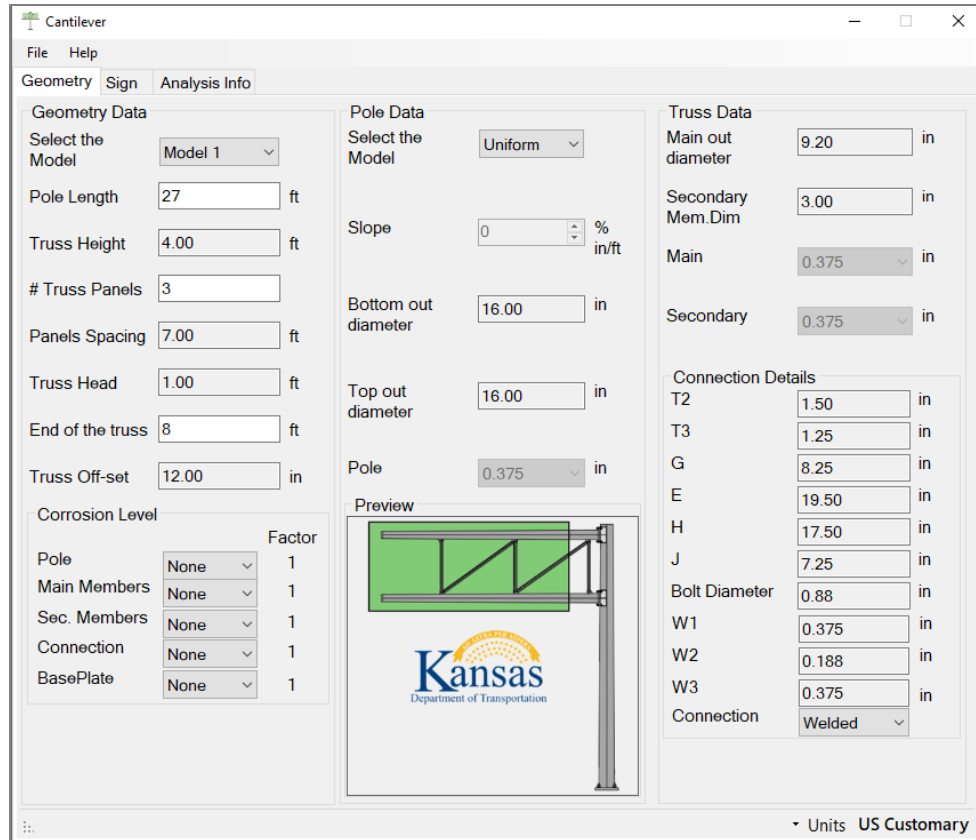 Cantilever
File Help
Geometry Sign Analysis Info
Geometry Data
Select the
Model
Model 1
Pole Length 27 ft
Truss Height 4.00 ft
# Truss Panels 3
Panels Spacing 7.00 ft
Truss Head 1.00 ft
End of the truss 8 ft
Truss Off-set 12.00 in
Corrosion Level
Factor
Pole None 1
Main Members None 1
Sec. Members None 1
Connection None 1
BasePlate None 1
Pole Data
Select the
Model
Uniform
Slope 0 %
in/ft
Bottom out
diameter
16.00 in
Top out
diameter
16.00 in
Pole 0.375 in
Preview
Kansas
Department of Transportation
Truss Data
Main out
diameter
9.20 in
Secondary
Mem.Dim
3.00 in
Main 0.375 in
Secondary 0.375 in
Connection Details
T2 1.50 in
T3 1.25 in
G 8.25 in
E 19.50 in
H 17.50 in
J 7.25 in
Bolt Diameter 0.88 in
W1 0.375 in
W2 0.188 in
W3 0.375 in
Connection Welded
Units US Customary